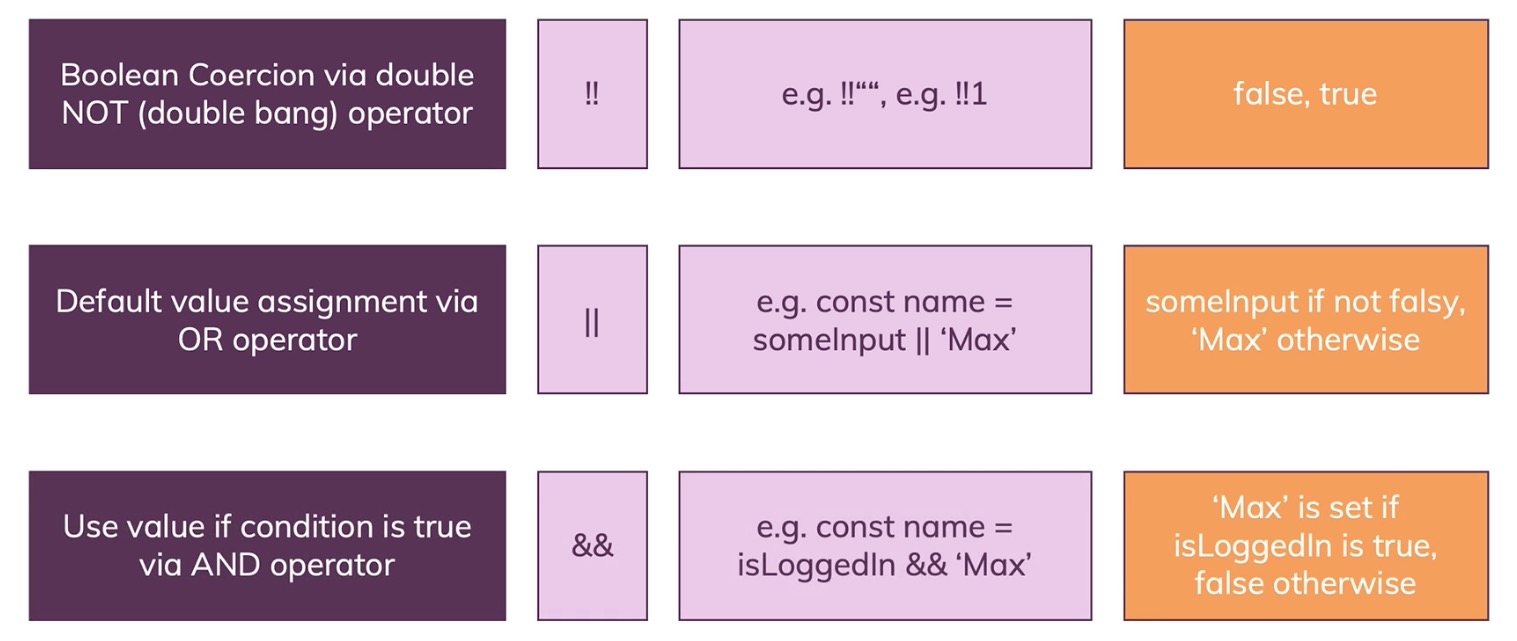 Boolean Coercion via double
NOT (double bang) operator
!!
e.g. !!““, e.g. !!1
false, true
Default value assignment via
OR operator
||
e.g. const name =
someInput || ‘Max’
someInput if not falsy,
‘Max’ otherwise
Use value if condition is true
via AND operator
&&
e.g. const name =
isLoggedIn && ‘Max’
‘Max’ is set if
isLoggedIn is true,
false otherwise